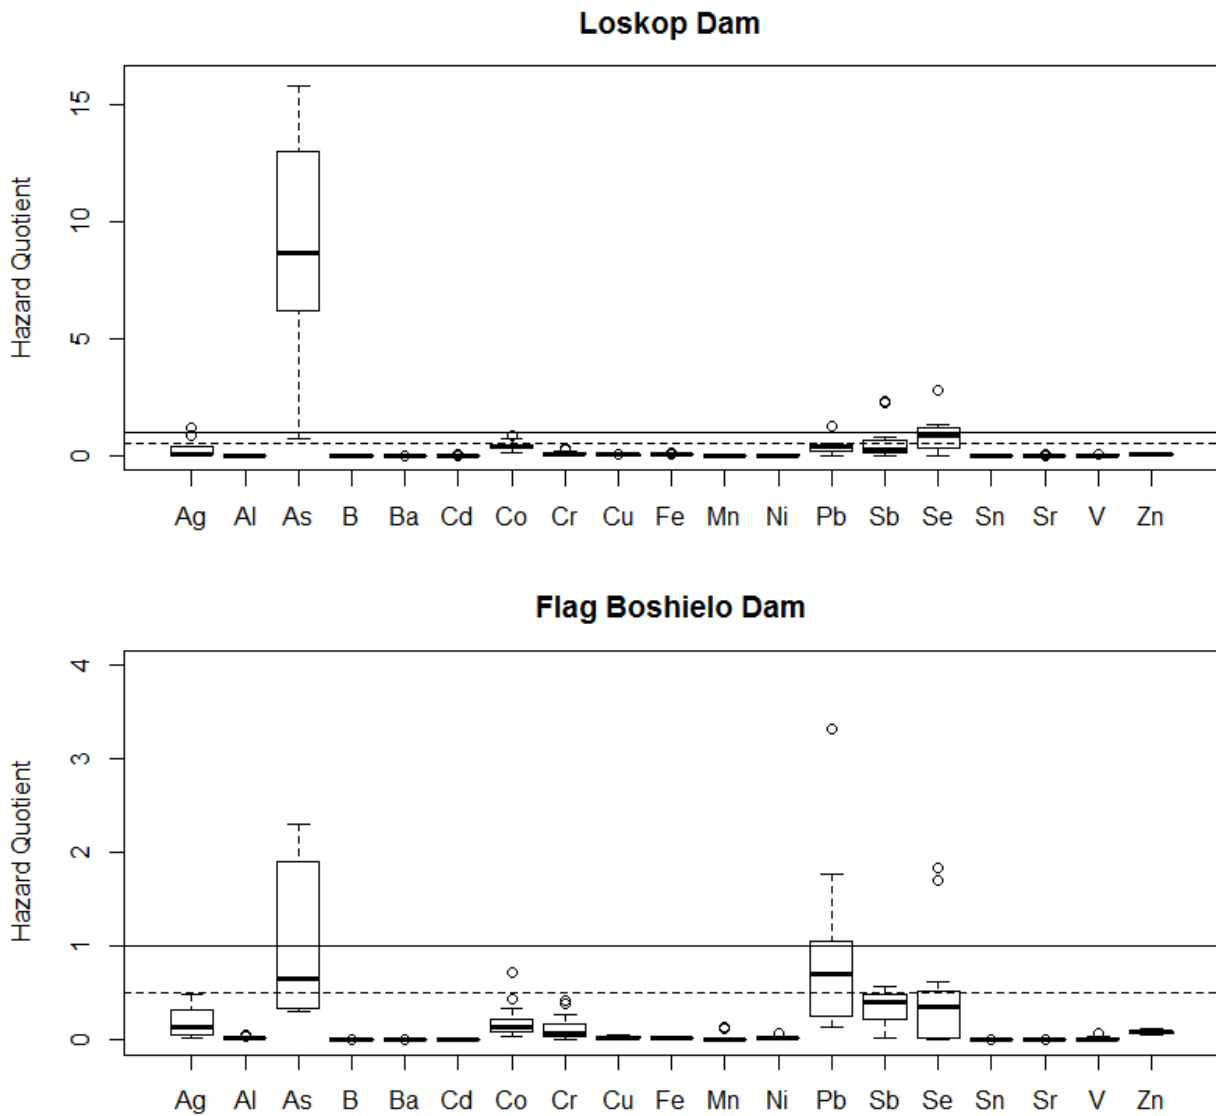 Loskop Dam
Hazard Quotient
15
10
5
0
Ag Al As B Ba Cd Co Cr Cu Fe Mn Ni Pb Sb Se Sn Sr V Zn
Flag Boshielo Dam
Hazard Quotient
4
3
2
1
0
Ag Al As B Ba Cd Co Cr Cu Fe Mn Ni Pb Sb Se Sn Sr V Zn